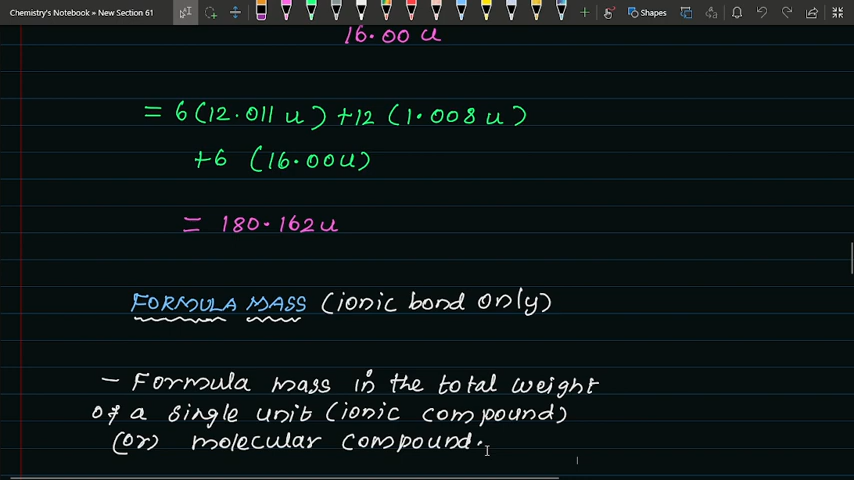 Chemistry's Notebook » New Section 61
Shapes
16.00 u
= 6(12.011 u) +12 (1.008 u)
+6 (16.00u)
= 180.162u
FORMULA MASS (ionic bond only)
- Formula mass in the total weight
of a single unit (ionic compound)
(or) molecular compound.